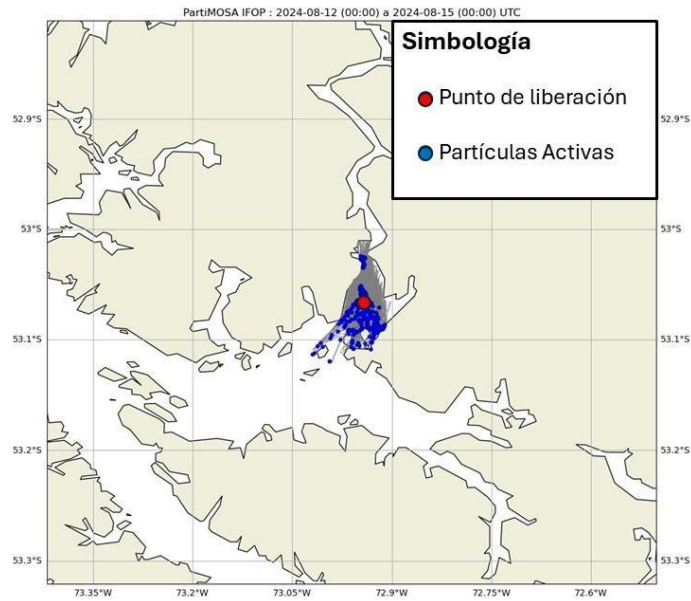 PartiMOSA IFOP : 2024-08-12 (00:00) a 2024-08-15 (00:00) UTC
Simbología
Punto de liberación
Partículas Activas
52.9°S
52.9°S
53°S
53°S
53.1°S
53.1°S
53.2°S
53.2°S
53.3°S
53.3°S
73.35°W
73.2°W
73.05°W
72.9°W
72.75°W
72.6°W